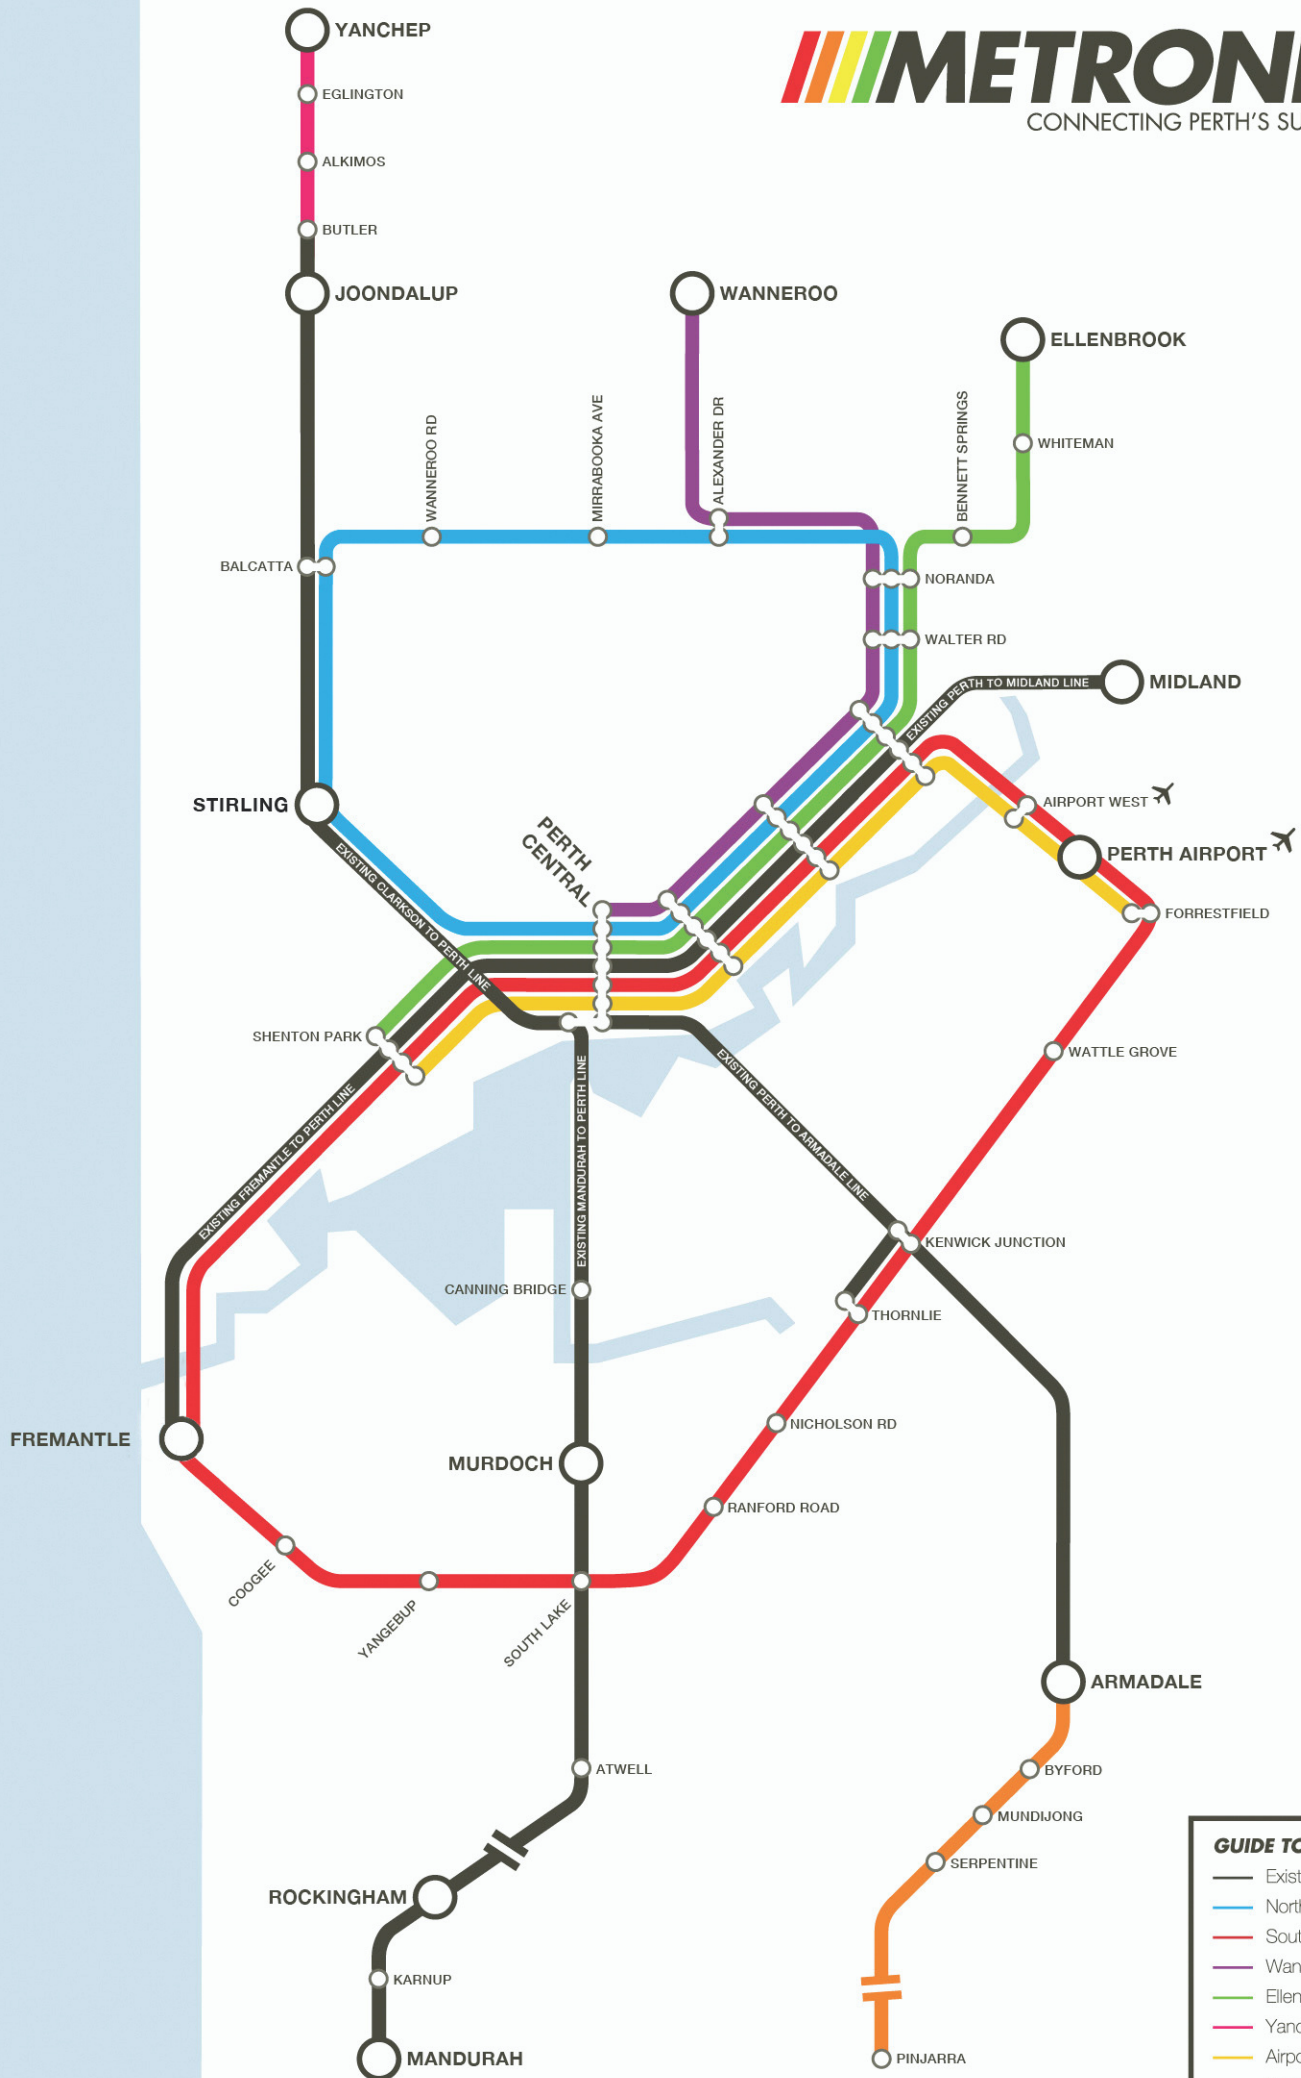 YANCHEP
METRON
CONNECTING PERTH'S SU
EGLINGTON
ALKIMOS
BUTLER
JOONDALUP
WANNEROO
ELLENBROOK
WANNEROO RD
MIRRABOOKA AVE
ALEXANDER DR
BENNETT SPRINGS
WHITEMAN
BALCATTA
NORANDA
WALTER RD
EXISTING PERTH TO MIDLAND LINE
MIDLAND
STIRLING
AIRPORT WEST
PERTH
CENTRAL
PERTH AIRPORT
EXISTING CLARKSON TO PERTH LINE
FORRESTFIELD
SHENTON PARK
WATTLE GROVE
EXISTING FREMANTLE TO PERTH LINE
EXISTING MANDURAH TO PERTH LINE
EXISTING PERTH TO ARMADALE LINE
KENWICK JUNCTION
CANNING BRIDGE
THORNLIE
FREMANTLE
NICHOLSON RD
MURDOCH
RANFORD ROAD
COOGEE
YANGEBUP
SOUTH LAKE
ARMADALE
ATWELL
BYFORD
MUNDIJONG
SERPENTINE
ROCKINGHAM
KARNUP
MANDURAH
PINJARRA
GUIDE TO
Exist
North
Sout
Wan
Ellen
Yanc
Airpo